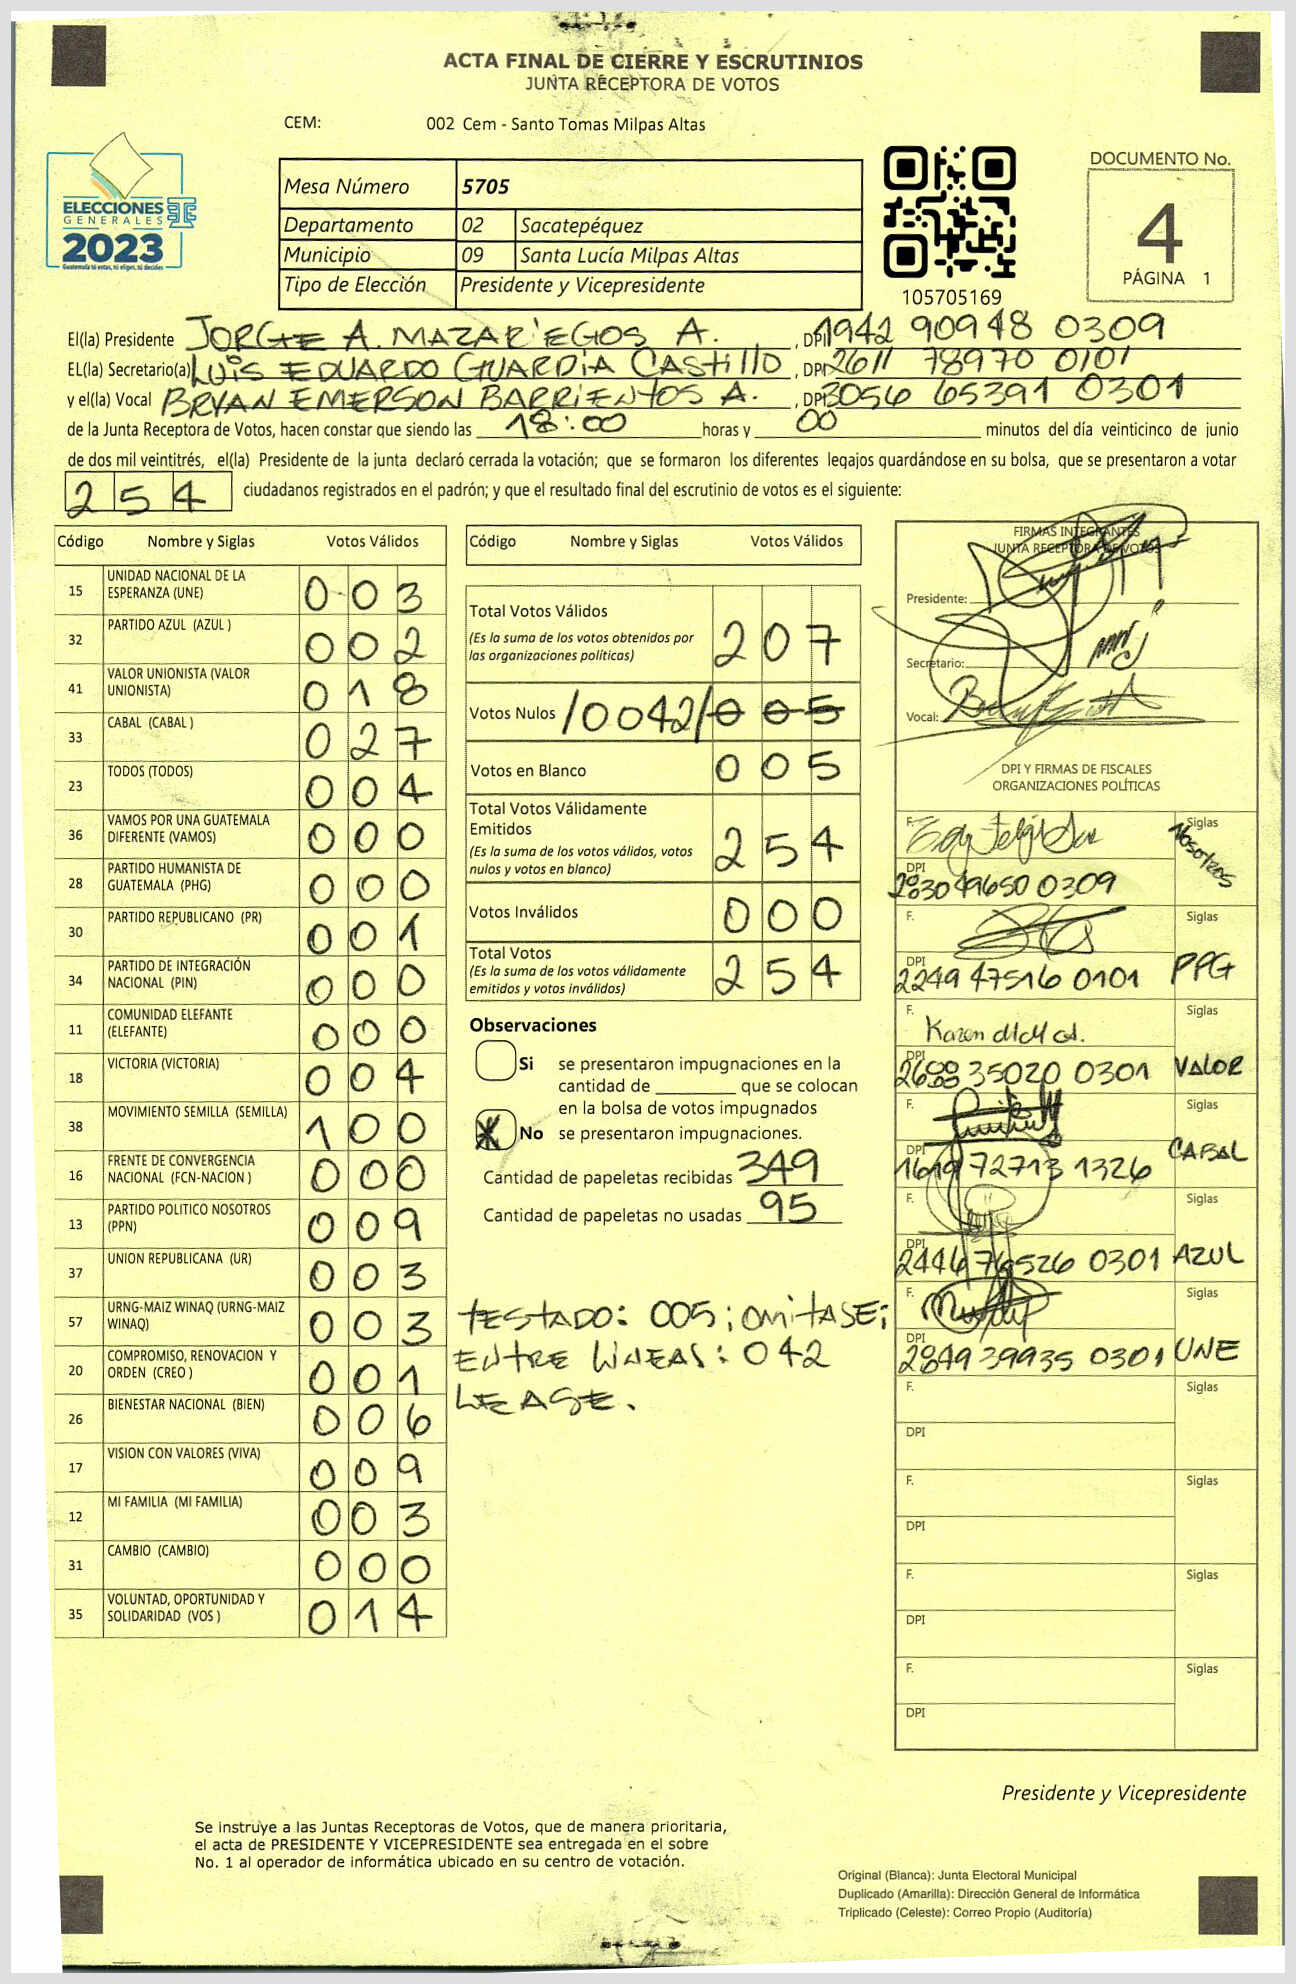 ACTA FINAL DE CIERRE Y ESCRUTINIOS
JUNTA RECEPTORA DE VOTOS
CEM: 002 Cem - Santo Tomas Milpas Altas
ELECCIONES
GENERALES
2023
Guatemala tú estas, tú eliges, tú decides
Mesa Número 5705
Departamento 02 Sacatepéquez
Municipio 09 Santa Lucía Milpas Altas
Tipo de Elección Presidente y Vicepresidente
105705169
DOCUMENTO No.
4
PÁGINA 1
El(la) Presidente JORGE A. MAZARIEGOS A. , DPI 1942 90948 0309
EL(la) Secretario(a) LUIS EDUARDO GUARDIA CASTILLO , DPI 2611 78970 0101
y el(la) Vocal BRYAN EMERSON BARRIENTOS A. , DPI 3056 65391 0301
de la Junta Receptora de Votos, hacen constar que siendo las 18:00 horas y 00 minutos del día veinticinco de junio
de dos mil veintitrés, el(la) Presidente de la junta declaró cerrada la votación; que se formaron los diferentes legajos guardándose en su bolsa, que se presentaron a votar
254 ciudadanos registrados en el padrón; y que el resultado final del escrutinio de votos es el siguiente:
Código Nombre y Siglas Votos Válidos
15 UNIDAD NACIONAL DE LA ESPERANZA (UNE) 003
32 PARTIDO AZUL (AZUL ) 002
41 VALOR UNIONISTA (VALOR UNIONISTA) 018
33 CABAL (CABAL ) 027
23 TODOS (TODOS) 004
36 VAMOS POR UNA GUATEMALA DIFERENTE (VAMOS) 000
28 PARTIDO HUMANISTA DE GUATEMALA (PHG) 000
30 PARTIDO REPUBLICANO (PR) 001
34 PARTIDO DE INTEGRACIÓN NACIONAL (PIN) 000
11 COMUNIDAD ELEFANTE (ELEFANTE) 000
18 VICTORIA (VICTORIA) 004
38 MOVIMIENTO SEMILLA (SEMILLA) 100
16 FRENTE DE CONVERGENCIA NACIONAL (FCN-NACION ) 000
13 PARTIDO POLITICO NOSOTROS (PPN) 009
37 UNION REPUBLICANA (UR) 003
57 URNG-MAIZ WINAQ (URNG-MAIZ WINAQ) 003
20 COMPROMISO, RENOVACION Y ORDEN (CREO ) 001
26 BIENESTAR NACIONAL (BIEN) 006
17 VISION CON VALORES (VIVA) 009
12 MI FAMILIA (MI FAMILIA) 003
31 CAMBIO (CAMBIO) 000
35 VOLUNTAD, OPORTUNIDAD Y SOLIDARIDAD (VOS ) 014
Código Nombre y Siglas Votos Válidos
Total Votos Válidos 207
(Es la suma de los votos obtenidos por
las organizaciones políticas)
Votos Nulos /0042/ 005
Votos en Blanco 005
Total Votos Válidamente
Emitidos 254
(Es la suma de los votos válidos, votos
nulos y votos en blanco)
Votos Inválidos 000
Total Votos 254
(Es la suma de los votos válidamente
emitidos y votos inválidos)
Observaciones
Si se presentaron impugnaciones en la
cantidad de ________ que se colocan
en la bolsa de votos impugnados
X No se presentaron impugnaciones.
Cantidad de papeletas recibidas 349
Cantidad de papeletas no usadas 95
TESTADO: 005; OMITASE;
ENTRE LINEAS: 042
LEASE.
FIRMAS INTEGRANTES
JUNTA RECEPTORA DE VOTOS
Presidente:
Secretario:
Vocal:
DPI Y FIRMAS DE FISCALES
ORGANIZACIONES POLÍTICAS
F. Siglas Nosotros
DPI
F. Siglas PPG
DPI 2249 47516 0101
F. Siglas VALOR
DPI 35020 0301
F. Siglas CABAL
DPI 1619 72713 1326
F. Siglas AZUL
DPI 2446 76526 0301
F. Siglas UNE
DPI 39935 0301
F. Siglas
DPI
F. Siglas
DPI
F. Siglas
DPI
F. Siglas
DPI
Presidente y Vicepresidente
Se instruye a las Juntas Receptoras de Votos, que de manera prioritaria,
el acta de PRESIDENTE Y VICEPRESIDENTE sea entregada en el sobre
No. 1 al operador de informática ubicado en su centro de votación.
Original (Blanca): Junta Electoral Municipal
Duplicado (Amarilla): Dirección General de Informática
Triplicado (Celeste): Correo Propio (Auditoría)